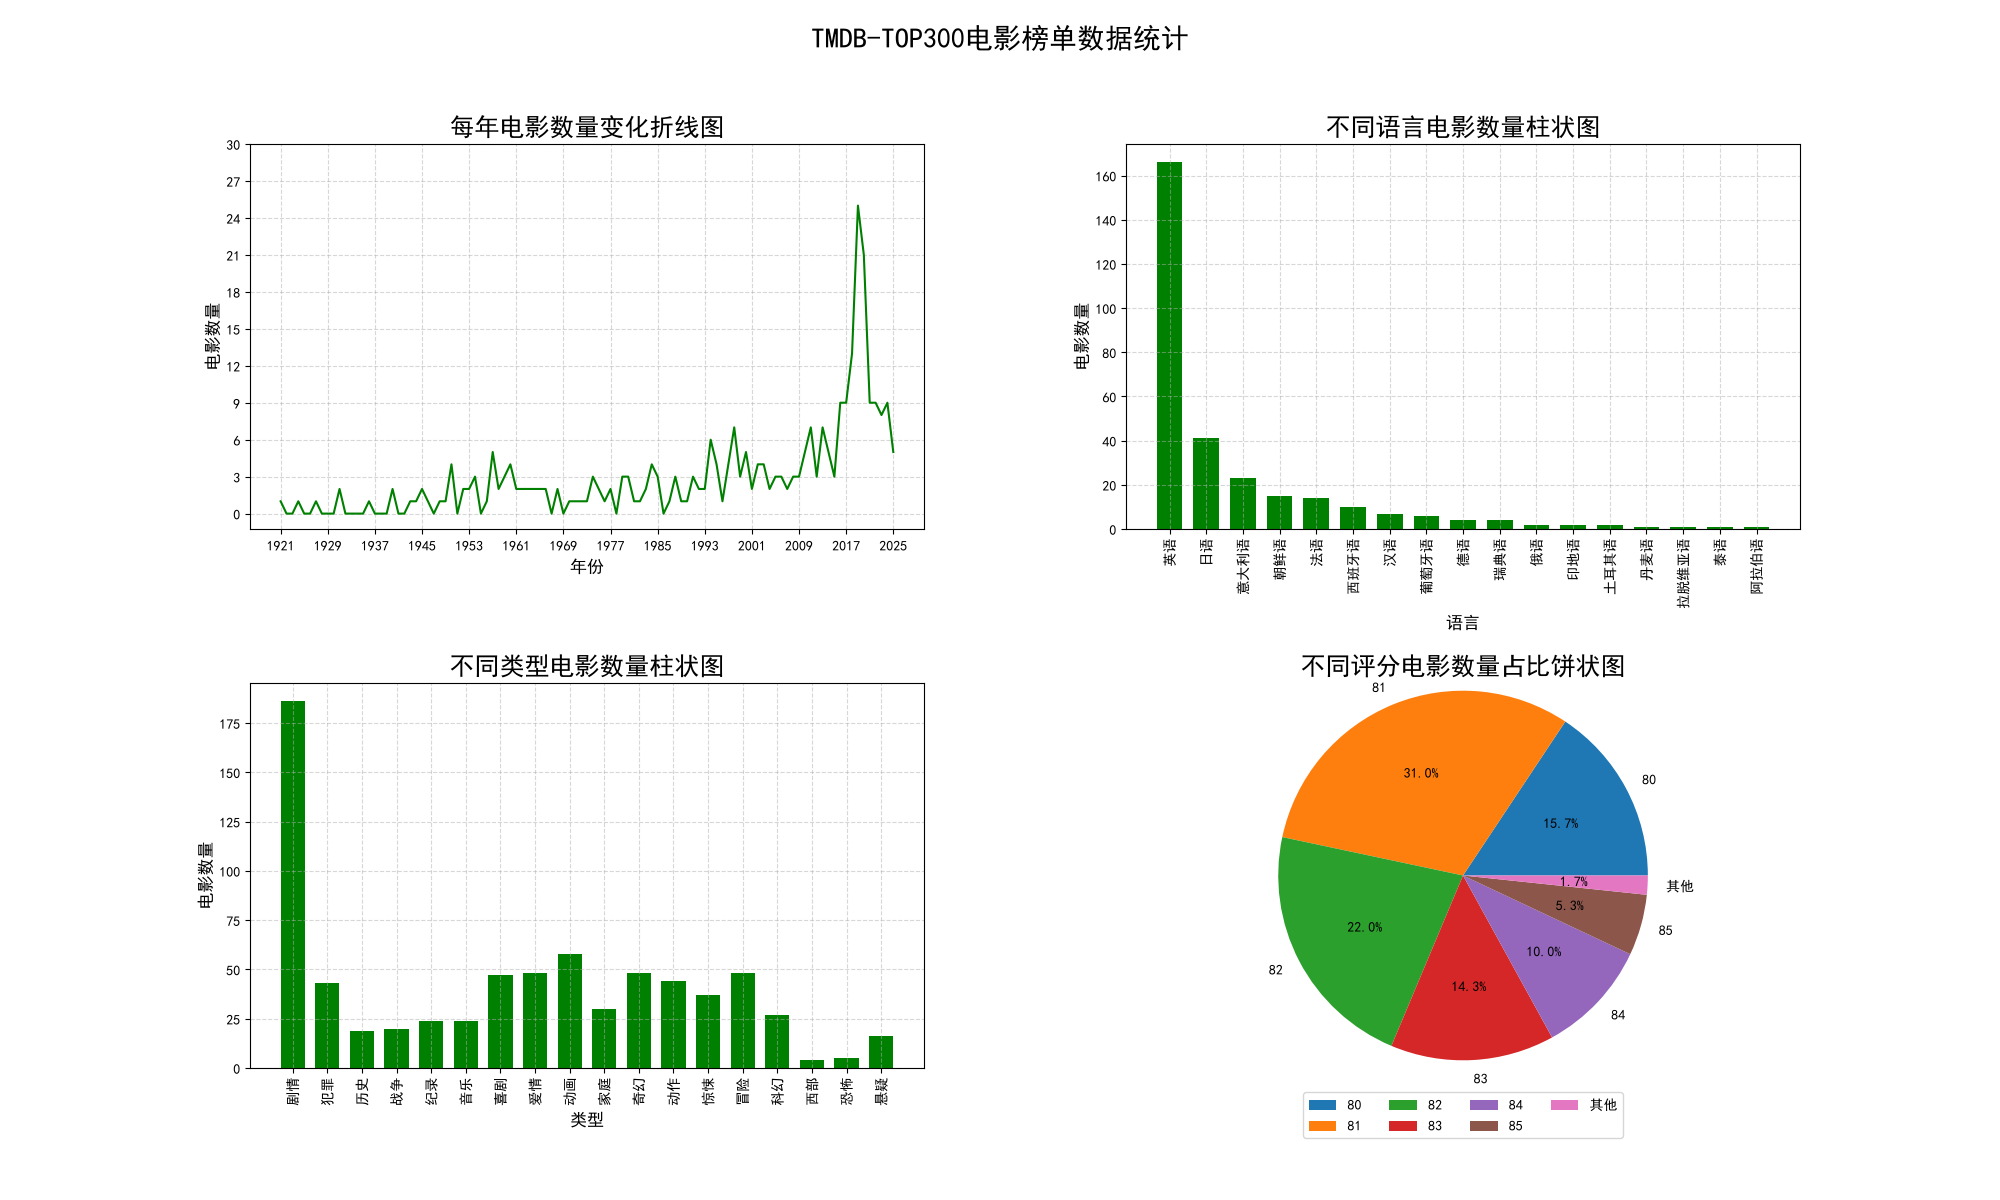 TMDB-TOP300电影榜单数据统计
每年电影数量变化折线图
30
27
24
21
18
15
12
9
6
3
0
电影数量
1921 1929 1937 1945 1953 1961 1969 1977 1985 1993 2001 2009 2017 2025
年份
不同语言电影数量柱状图
160
140
120
100
80
60
40
20
0
电影数量
英语 日语 意大利语 朝鲜语 法语 西班牙语 汉语 葡萄牙语 德语 瑞典语 俄语 印地语 土耳其语 丹麦语 拉脱维亚语 泰语 阿拉伯语
语言
不同类型电影数量柱状图
175
150
125
100
75
50
25
0
电影数量
剧情 犯罪 历史 战争 纪录 音乐 喜剧 爱情 动画 家庭 奇幻 动作 惊悚 冒险 科幻 西部 恐怖 悬疑
类型
不同评分电影数量占比饼状图
81
31.0%
80
15.7%
1.7%
其他
5.3%
85
22.0%
10.0%
82
14.3%
84
83
80 82 84 其他
81 83 85